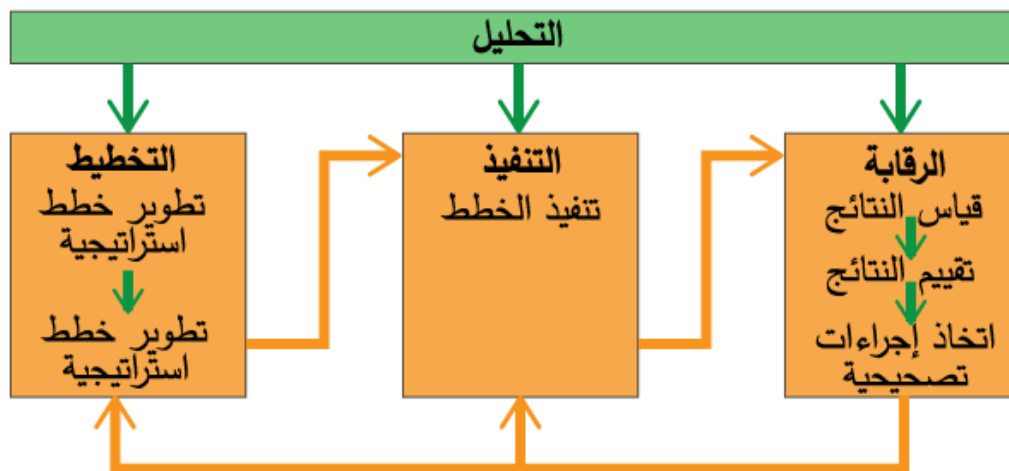 التحليل
التخطيط
تطوير خطط
استراتيجية
تطوير خطط
استراتيجية
التنفيذ
تنفيذ الخطط
الرقابة
قياس النتائج
تقييم النتائج
اتخاذ إجراءات
تصحيحية